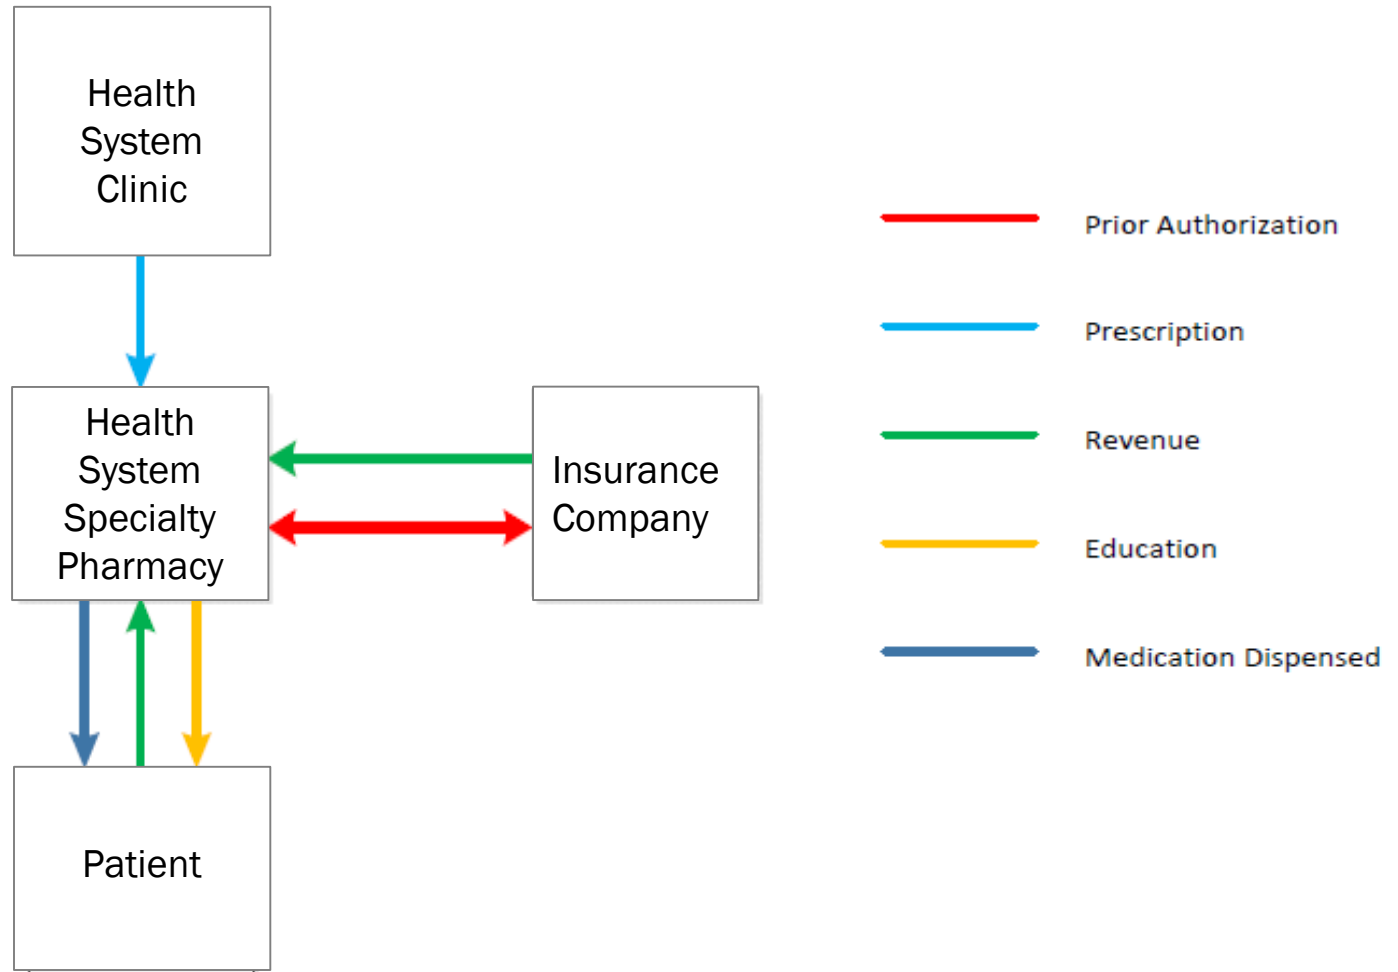 Health
System
Clinic
Prior Authorization
Prescription
Health
System
Specialty
Pharmacy
Insurance
Company
Revenue
Education
Medication Dispensed
Patient